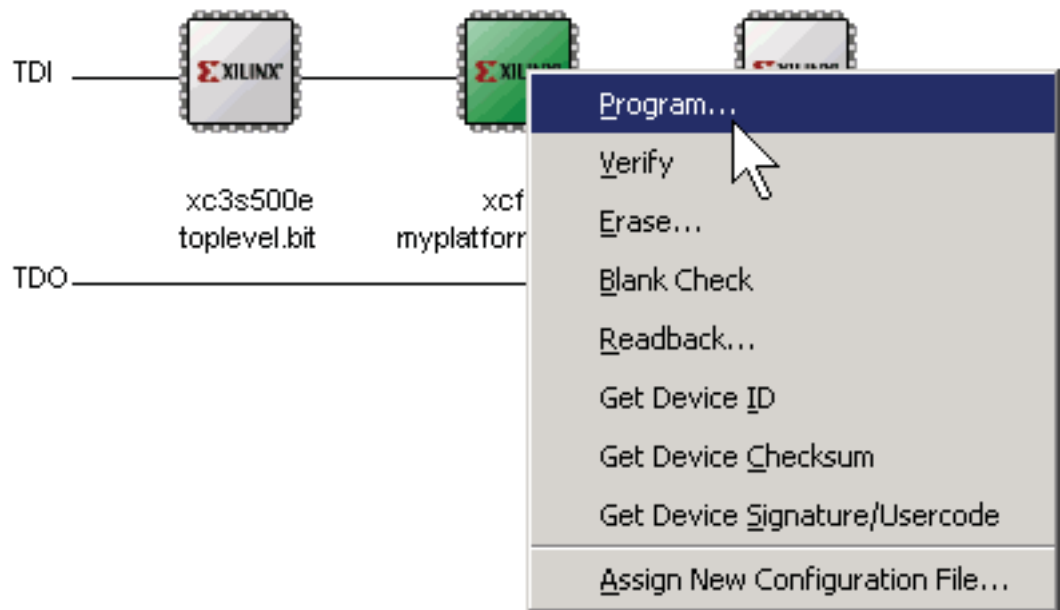 TDI
XILINX®
XILINX
Program...
Verify
Erase...
Blank Check
Readback...
Get Device ID
Get Device Checksum
Get Device Signature/Usercode
Assign New Configuration File...
xc3s500e
toplevel.bit
xcf
myplatform
TDO